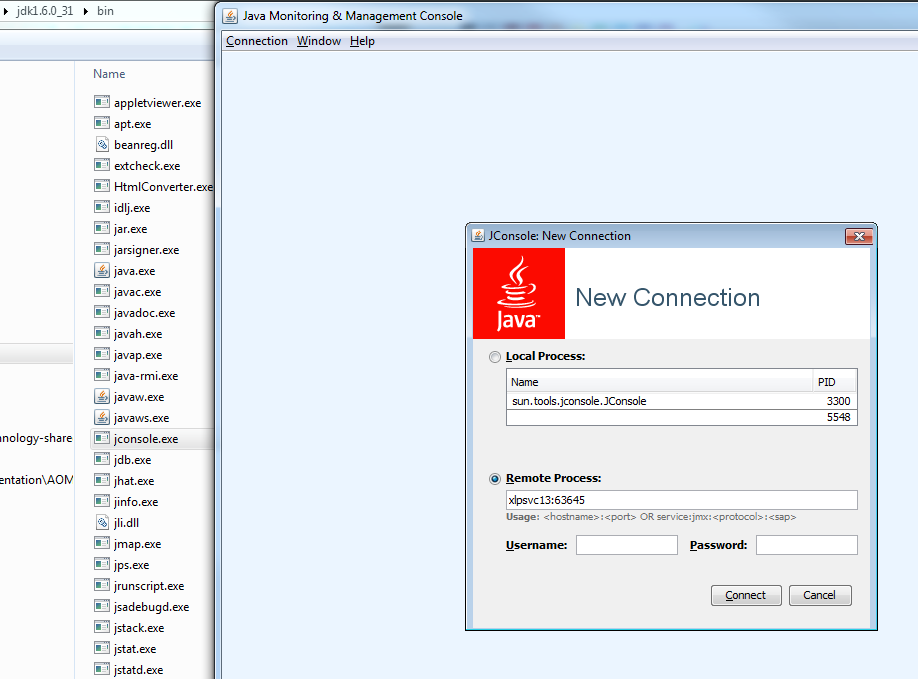 jdk1.6.0_31 bin
Name
appletviewer.exe
apt.exe
beanreg.dll
extcheck.exe
HtmlConverter.exe
idlj.exe
jar.exe
jarsigner.exe
java.exe
javac.exe
javadoc.exe
javah.exe
javap.exe
java-rmi.exe
javaw.exe
javaws.exe
jconsole.exe
jdb.exe
jhat.exe
jinfo.exe
jli.dll
jmap.exe
jps.exe
jrunscript.exe
jsadebugd.exe
jstack.exe
jstat.exe
jstatd.exe
nology-share
entation\AOM
Java Monitoring & Management Console
Connection Window Help
JConsole: New Connection
Java™
New Connection
Local Process:
Name PID
sun.tools.jconsole.JConsole 3300
5548
Remote Process:
xlpsvc13:63645
Usage: <hostname>:<port> OR service:jmx:<protocol>:<sap>
Username: Password:
Connect Cancel